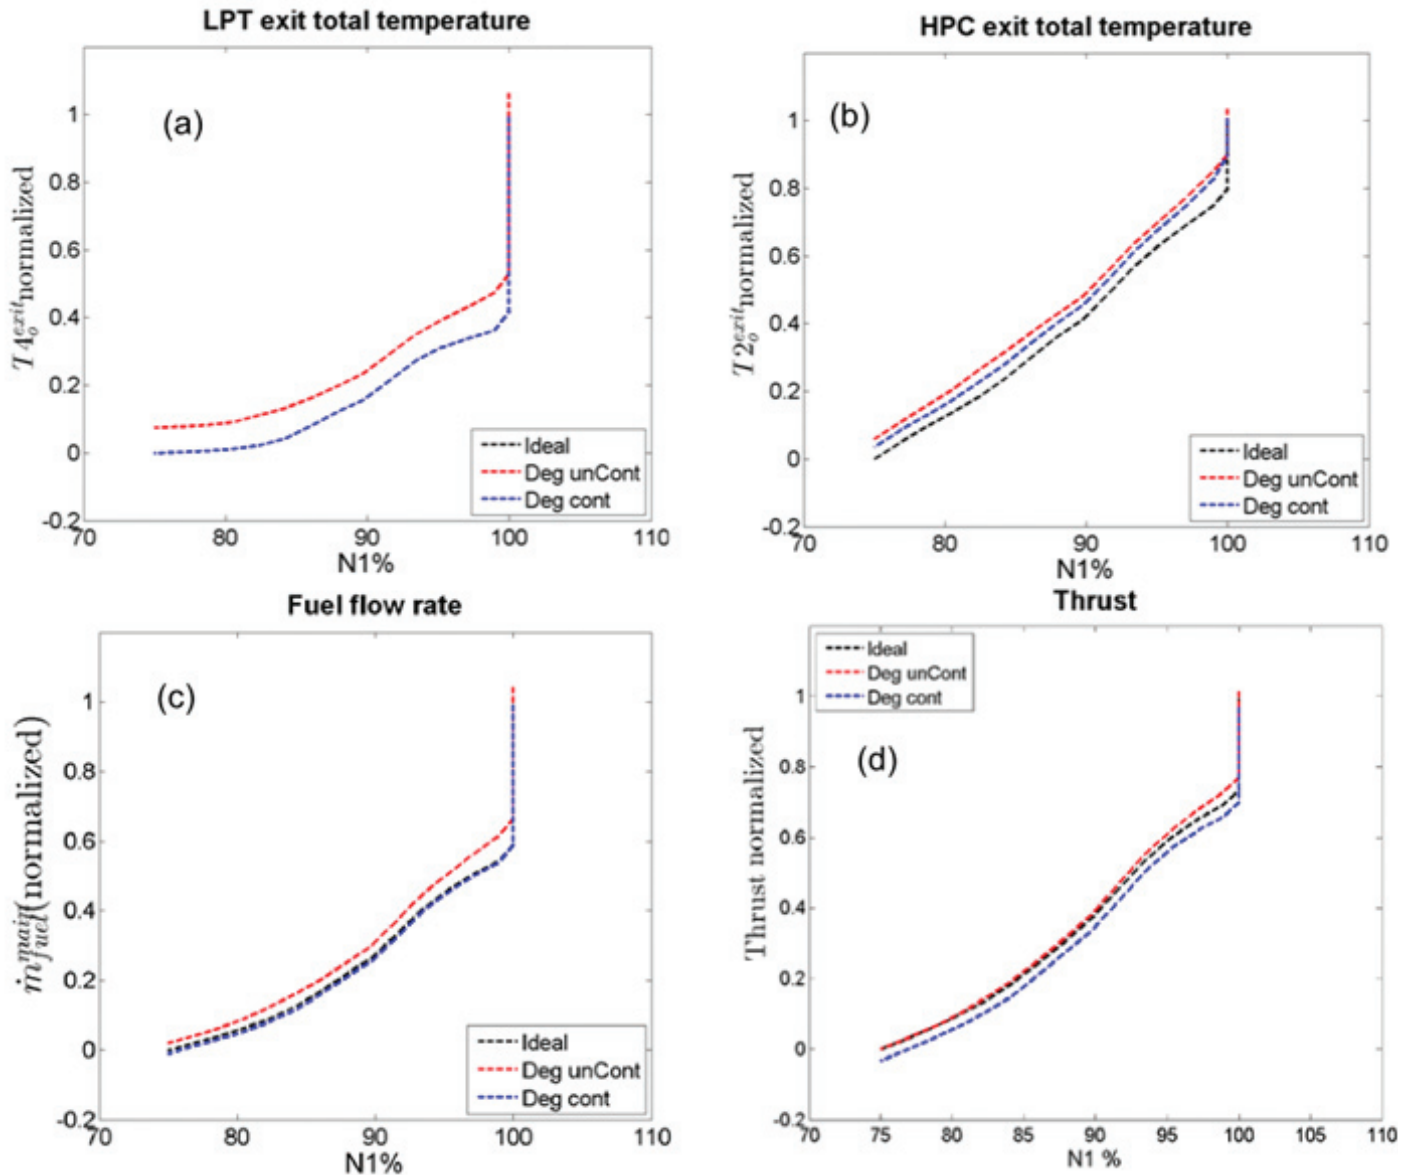 LPT exit total temperature
(a)
T4_o^{exit} normalized
1
0.8
0.6
0.4
0.2
0
-0.2
70 80 90 100 110
N1%
Ideal
Deg unCont
Deg cont
HPC exit total temperature
(b)
T2_o^{exit} normalized
1
0.8
0.6
0.4
0.2
0
-0.2
70 80 90 100 110
N1%
Ideal
Deg unCont
Deg cont
Fuel flow rate
(c)
ṁ_{fuel}^{main}(normalized)
1
0.8
0.6
0.4
0.2
0
-0.2
70 80 90 100 110
N1%
Ideal
Deg unCont
Deg cont
Thrust
Ideal
Deg unCont
Deg cont
(d)
Thrust normalized
1
0.8
0.6
0.4
0.2
0
-0.2
70 75 80 85 90 95 100 105 110
N1 %